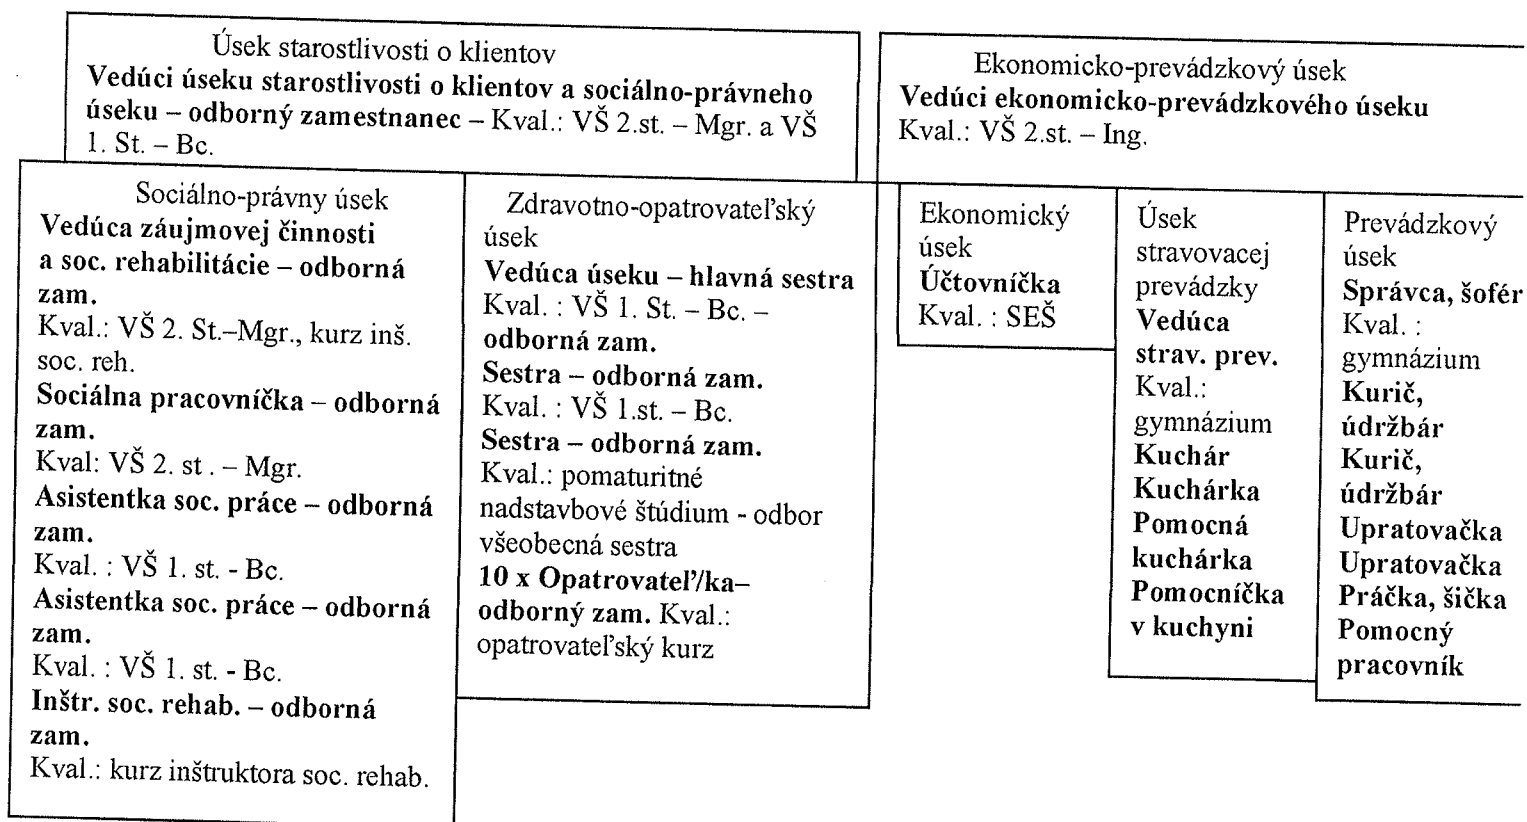 Úsek starostlivosti o klientov
Vedúci úseku starostlivosti o klientov a sociálno-právneho
úseku – odborný zamestnanec – Kval.: VŠ 2.st. – Mgr. a VŠ
1. St. – Bc.
Ekonomicko-prevádzkový úsek
Vedúci ekonomicko-prevádzkového úseku
Kval.: VŠ 2.st. – Ing.
Sociálno-právny úsek
Vedúca záujmovej činnosti
a soc. rehabilitácie – odborná
zam.
Kval.: VŠ 2. St.–Mgr., kurz inš.
soc. reh.
Sociálna pracovníčka – odborná
zam.
Kval: VŠ 2. st . – Mgr.
Asistentka soc. práce – odborná
zam.
Kval. : VŠ 1. st. - Bc.
Asistentka soc. práce – odborná
zam.
Kval. : VŠ 1. st. - Bc.
Inštr. soc. rehab. – odborná
zam.
Kval.: kurz inštruktora soc. rehab.
Zdravotno-opatrovateľský
úsek
Vedúca úseku – hlavná sestra
Kval. : VŠ 1. St. – Bc. –
odborná zam.
Sestra – odborná zam.
Kval. : VŠ 1.st. – Bc.
Sestra – odborná zam.
Kval.: pomaturitné
nadstavbové štúdium - odbor
všeobecná sestra
10 x Opatrovateľ/ka–
odborný zam. Kval.:
opatrovateľský kurz
Ekonomický
úsek
Účtovníčka
Kval. : SEŠ
Úsek
stravovacej
prevádzky
Vedúca
strav. prev.
Kval.:
gymnázium
Kuchár
Kuchárka
Pomocná
kuchárka
Pomocníčka
v kuchyni
Prevádzkový
úsek
Správca, šofér
Kval. :
gymnázium
Kurič,
údržbár
Kurič,
údržbár
Upratovačka
Upratovačka
Práčka, šička
Pomocný
pracovník